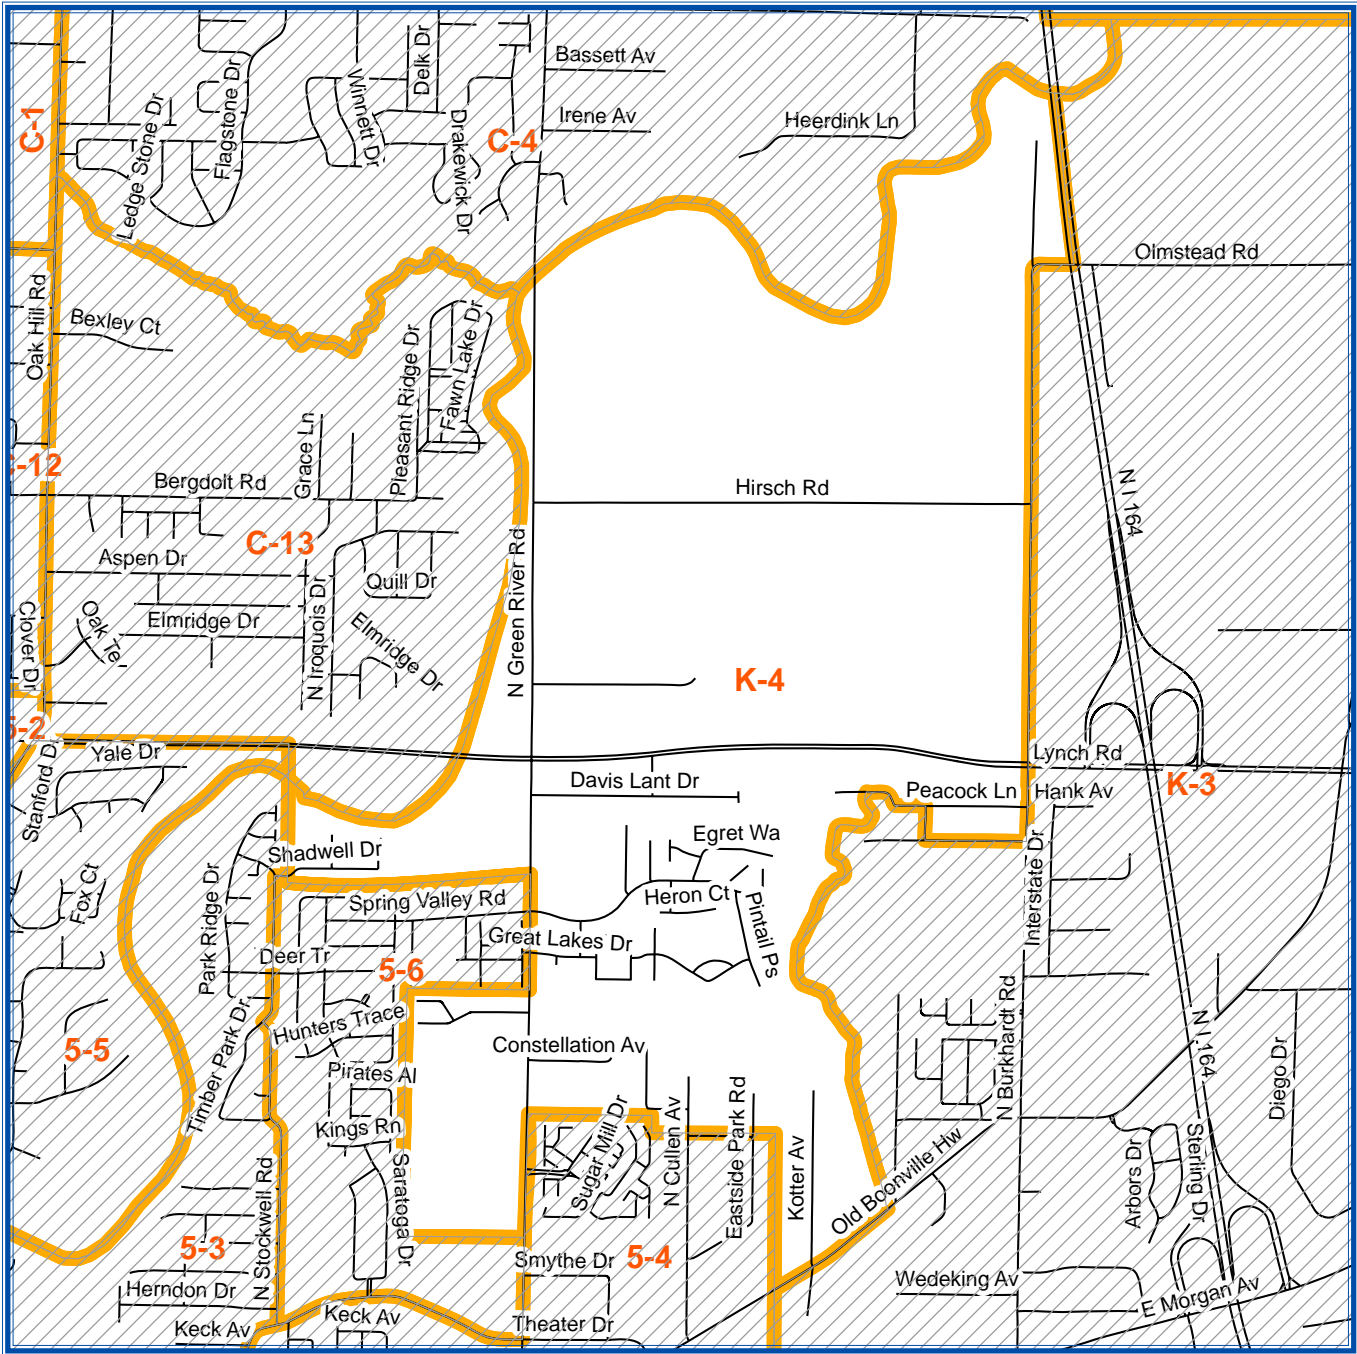 Bassett Av
Delk Dr
Winnett Dr
Flagstone Dr
Ledge Stone Dr
C-1
Drakewick Dr
C-4
Irene Av
Heerdink Ln
Olmstead Rd
Oak Hill Rd
Bexley Ct
Pleasant Ridge Dr
Fawn Lake Dr
Grace Ln
-12
Bergdolt Rd
Hirsch Rd
N I 164
C-13
Aspen Dr
Quill Dr
N Green River Rd
Clover Dr
Oak Te
Elmridge Dr
N Iroquois Dr
Elmridge Dr
K-4
5-2
Stanford Dr
Yale Dr
Lynch Rd
Davis Lant Dr
Peacock Ln
Hank Av
K-3
Egret Wa
Shadwell Dr
Fox Ct
Park Ridge Dr
Spring Valley Rd
Heron Ct
Pintail Ps
Interstate Dr
Great Lakes Dr
Deer Tr
5-6
Hunters Trace
Timber Park Dr
5-5
Constellation Av
N Burkhardt Rd
N I 164
Diego Dr
Pirates Al
Kings Rn
Sugar Mill Dr
N Cullen Av
Eastside Park Rd
Kotter Av
Old Boonville Hw
Arbors Dr
Sterling Dr
N Stockwell Rd
Saratoga Dr
5-3
Smythe Dr
5-4
Herndon Dr
Wedeking Av
E Morgan Av
Keck Av
Keck Av
Theater Dr